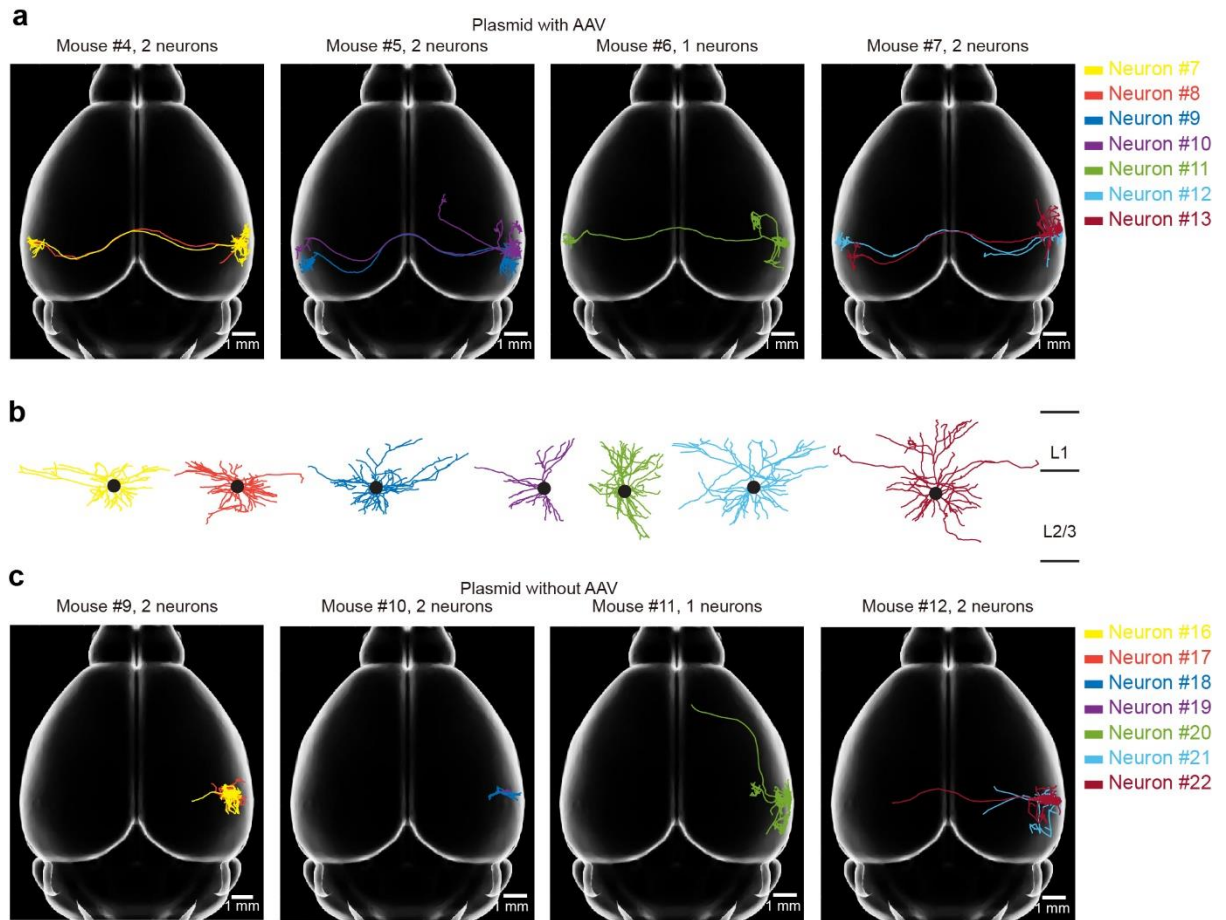 a
Plasmid with AAV
Mouse #4, 2 neurons
Mouse #5, 2 neurons
Mouse #6, 1 neurons
Mouse #7, 2 neurons
Neuron #7
Neuron #8
Neuron #9
Neuron #10
Neuron #11
Neuron #12
Neuron #13
1 mm
1 mm
1 mm
1 mm
b
L1
L2/3
c
Plasmid without AAV
Mouse #9, 2 neurons
Mouse #10, 2 neurons
Mouse #11, 1 neurons
Mouse #12, 2 neurons
Neuron #16
Neuron #17
Neuron #18
Neuron #19
Neuron #20
Neuron #21
Neuron #22
1 mm
1 mm
1 mm
1 mm